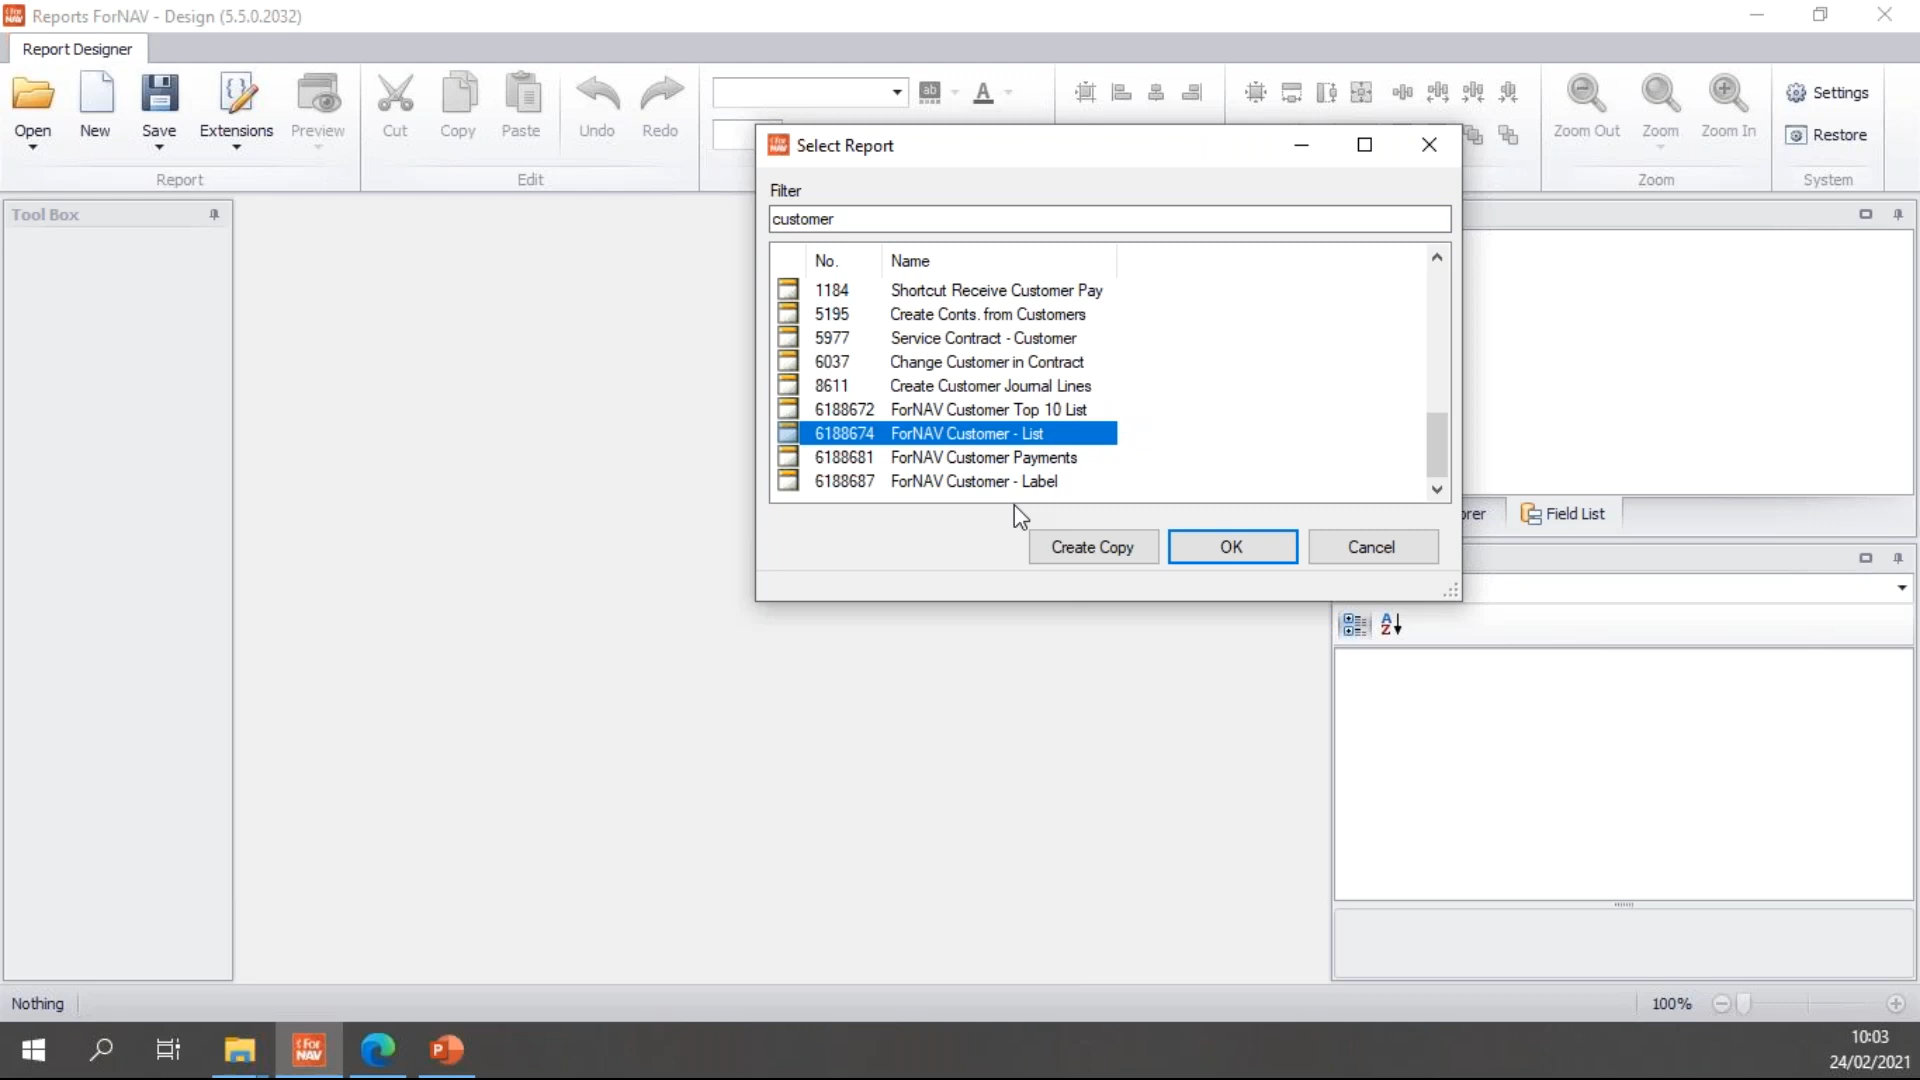 Reports ForNAV - Design (5.5.0.2032)
Report Designer
Open
New
Save
Extensions
Preview
Cut
Copy
Paste
Undo
Redo
Zoom Out
Zoom
Zoom In
Settings
Restore
Report
Edit
Zoom
System
Tool Box
Select Report
Filter
customer
No. Name
1184 Shortcut Receive Customer Pay
5195 Create Conts. from Customers
5977 Service Contract - Customer
6037 Change Customer in Contract
8611 Create Customer Journal Lines
6188672 ForNAV Customer Top 10 List
6188674 ForNAV Customer - List
6188681 ForNAV Customer Payments
6188687 ForNAV Customer - Label
Create Copy
OK
Cancel
orer
Field List
Nothing
100%
10:03
24/02/2021